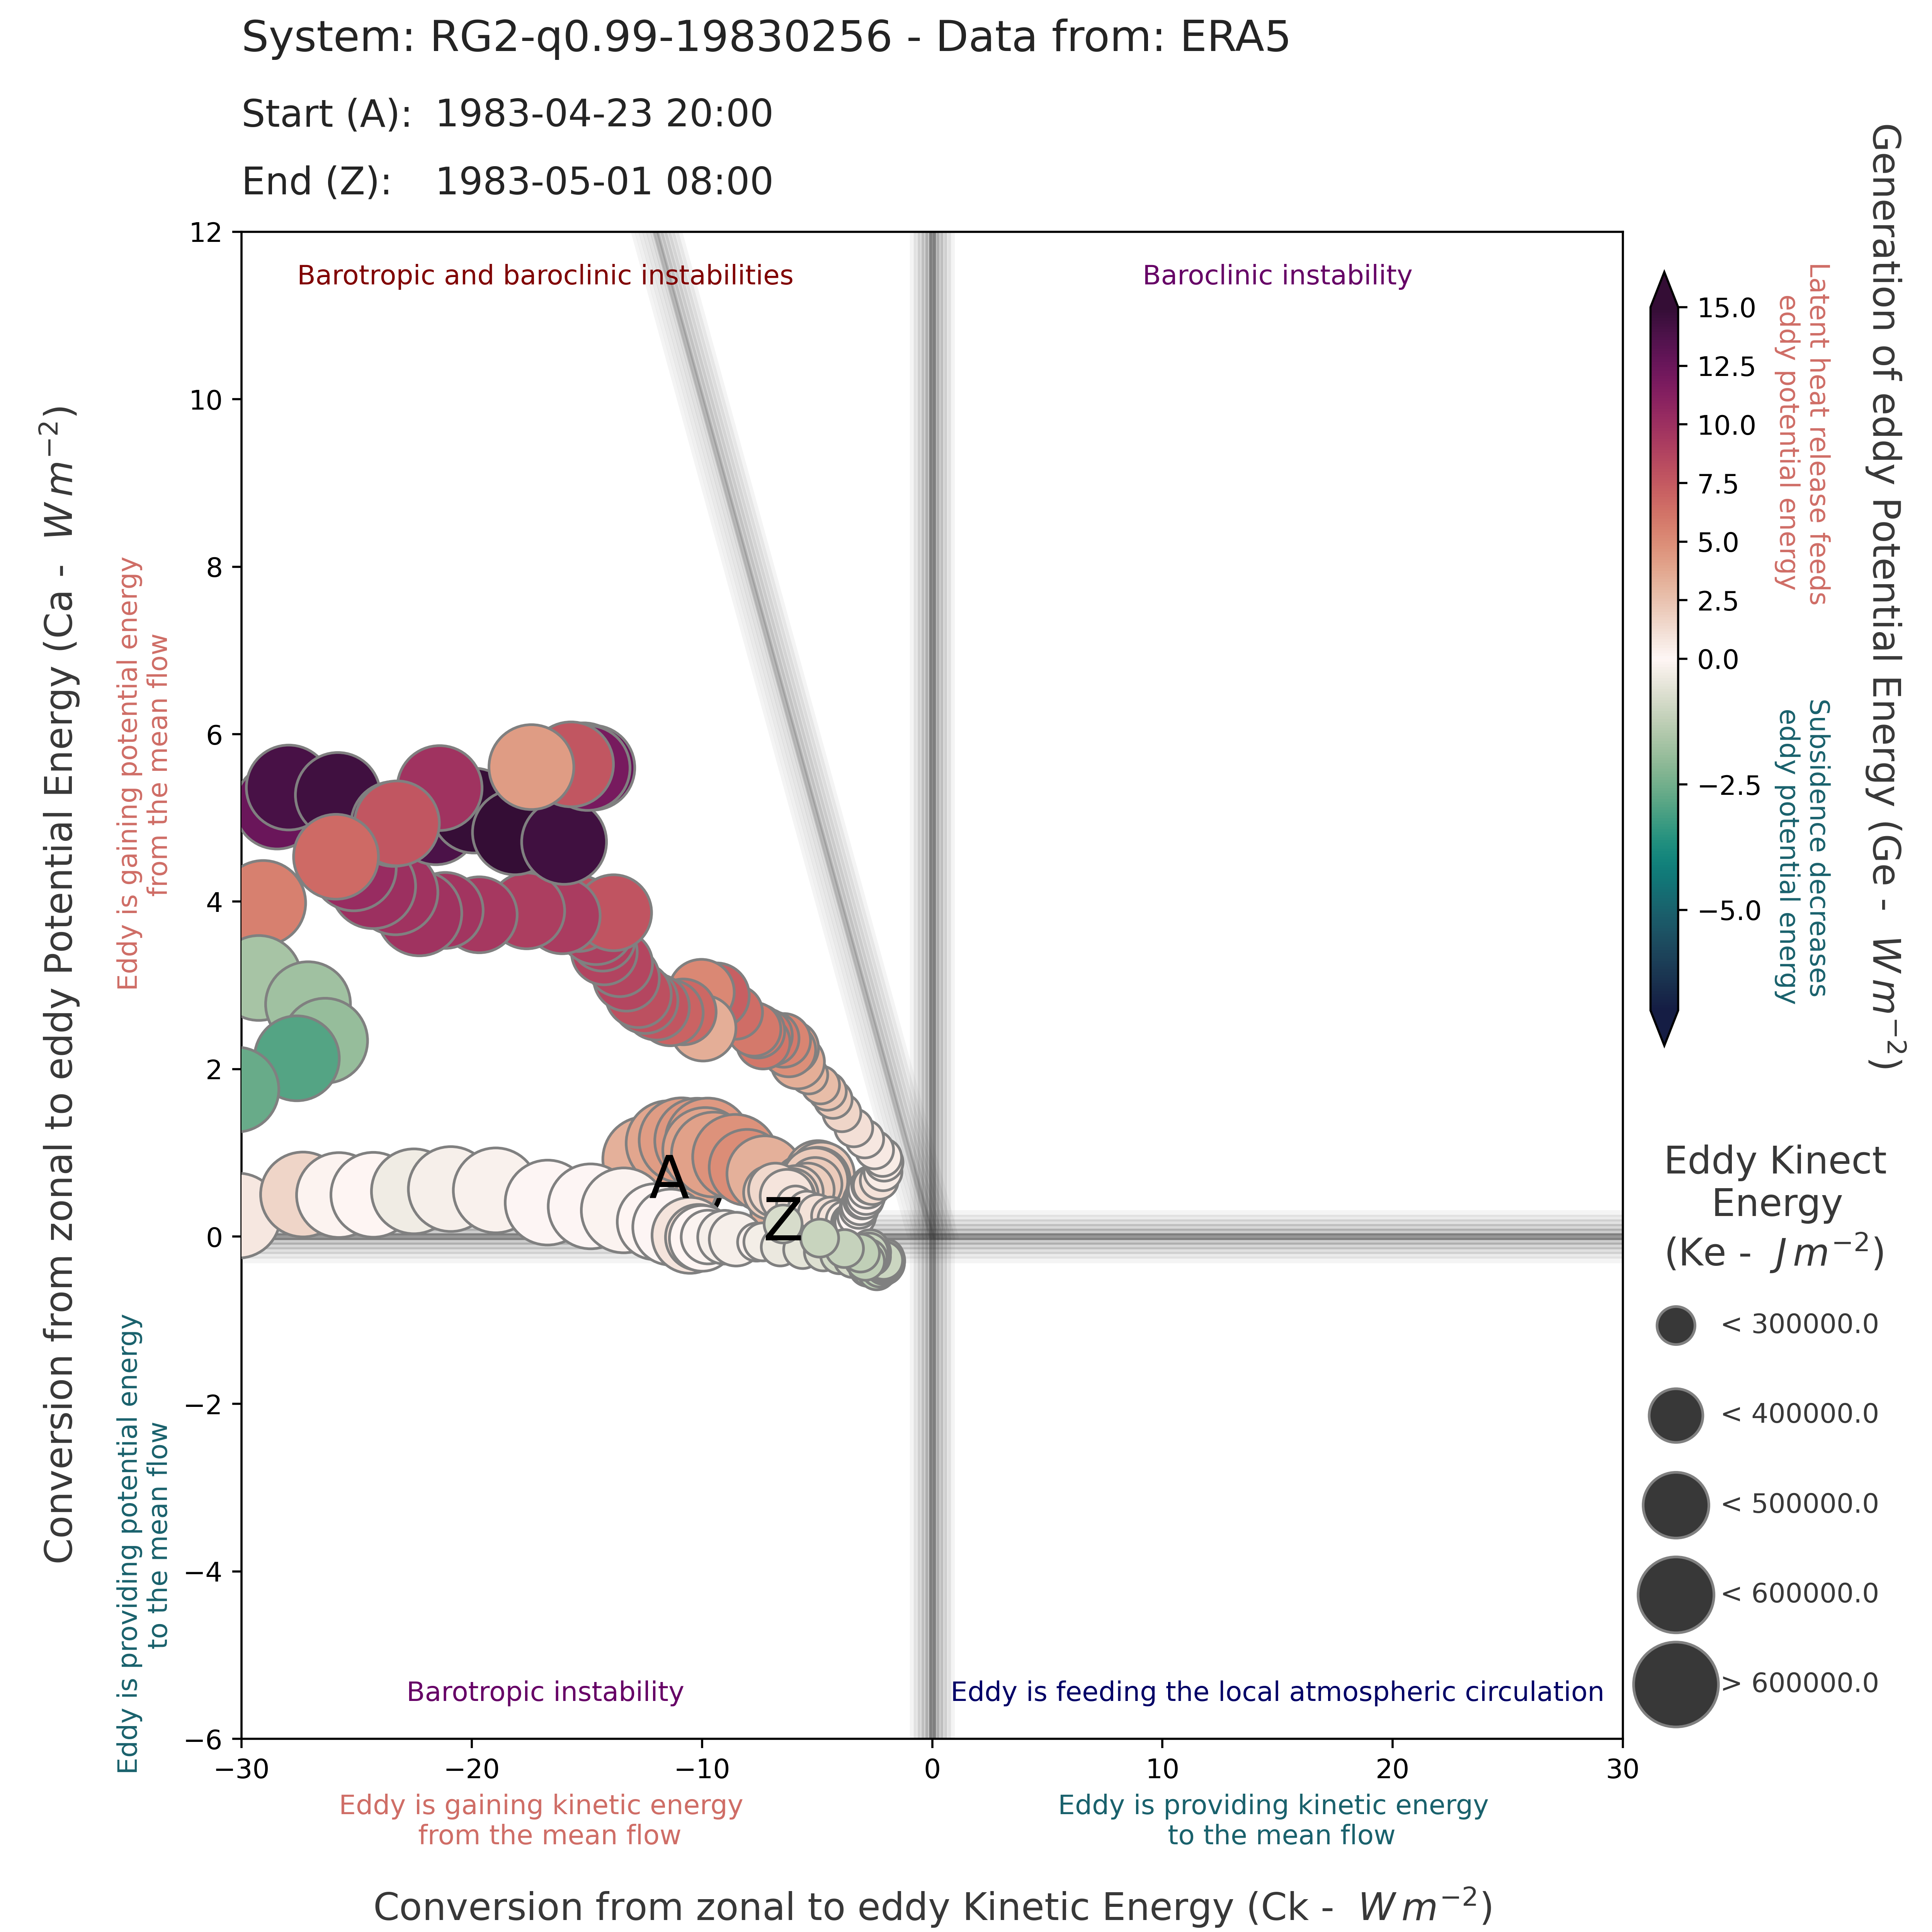 System: RG2-q0.99-19830256 - Data from: ERA5
Start (A): 1983-04-23 20:00
End (Z): 1983-05-01 08:00
Barotropic and baroclinic instabilities
Baroclinic instability
Barotropic instability
Eddy is feeding the local atmospheric circulation
A
Z
12
10
8
6
4
2
0
−2
−4
−6
−30
−20
−10
0
10
20
30
Conversion from zonal to eddy Potential Energy (Ca - W m⁻²)
Eddy is gaining potential energy
from the mean flow
Eddy is providing potential energy
to the mean flow
Eddy is gaining kinetic energy
from the mean flow
Eddy is providing kinetic energy
to the mean flow
Conversion from zonal to eddy Kinetic Energy (Ck - W m⁻²)
15.0
12.5
10.0
7.5
5.0
2.5
0.0
−2.5
−5.0
Latent heat release feeds
eddy potential energy
Subsidence decreases
eddy potential energy
Generation of eddy Potential Energy (Ge - W m⁻²)
Eddy Kinect
Energy
(Ke - J m⁻²)
< 300000.0
< 400000.0
< 500000.0
< 600000.0
> 600000.0